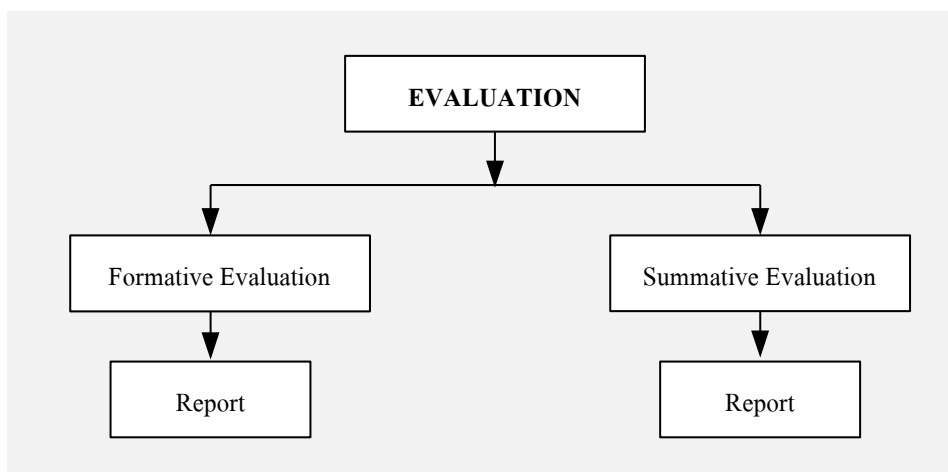 EVALUATION
Formative Evaluation
Summative Evaluation
Report
Report